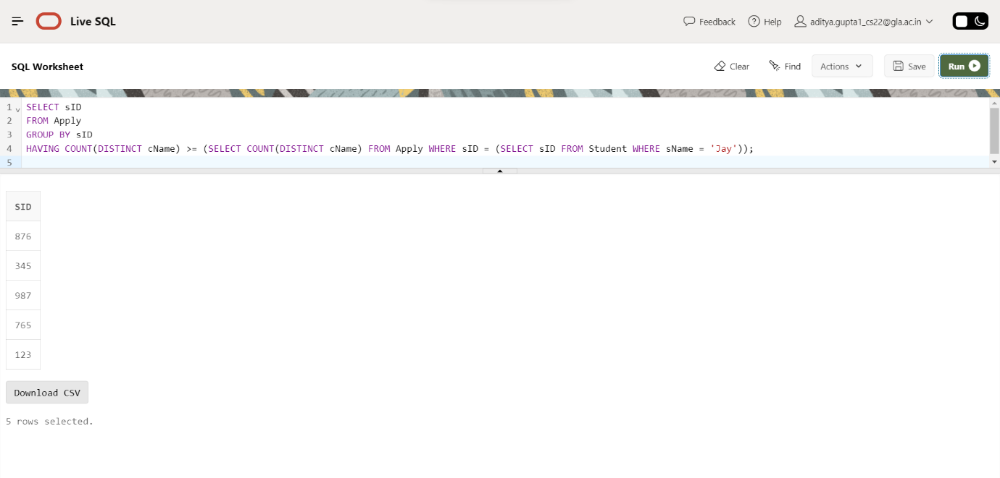 Live SQL
Feedback
Help
aditya.gupta1_cs22@gla.ac.in
SQL Worksheet
Clear
Find
Actions
Save
Run
1 SELECT sID
2 FROM Apply
3 GROUP BY sID
4 HAVING COUNT(DISTINCT cName) >= (SELECT COUNT(DISTINCT cName) FROM Apply WHERE sID = (SELECT sID FROM Student WHERE sName = 'Jay'));
5
SID
876
345
987
765
123
Download CSV
5 rows selected.